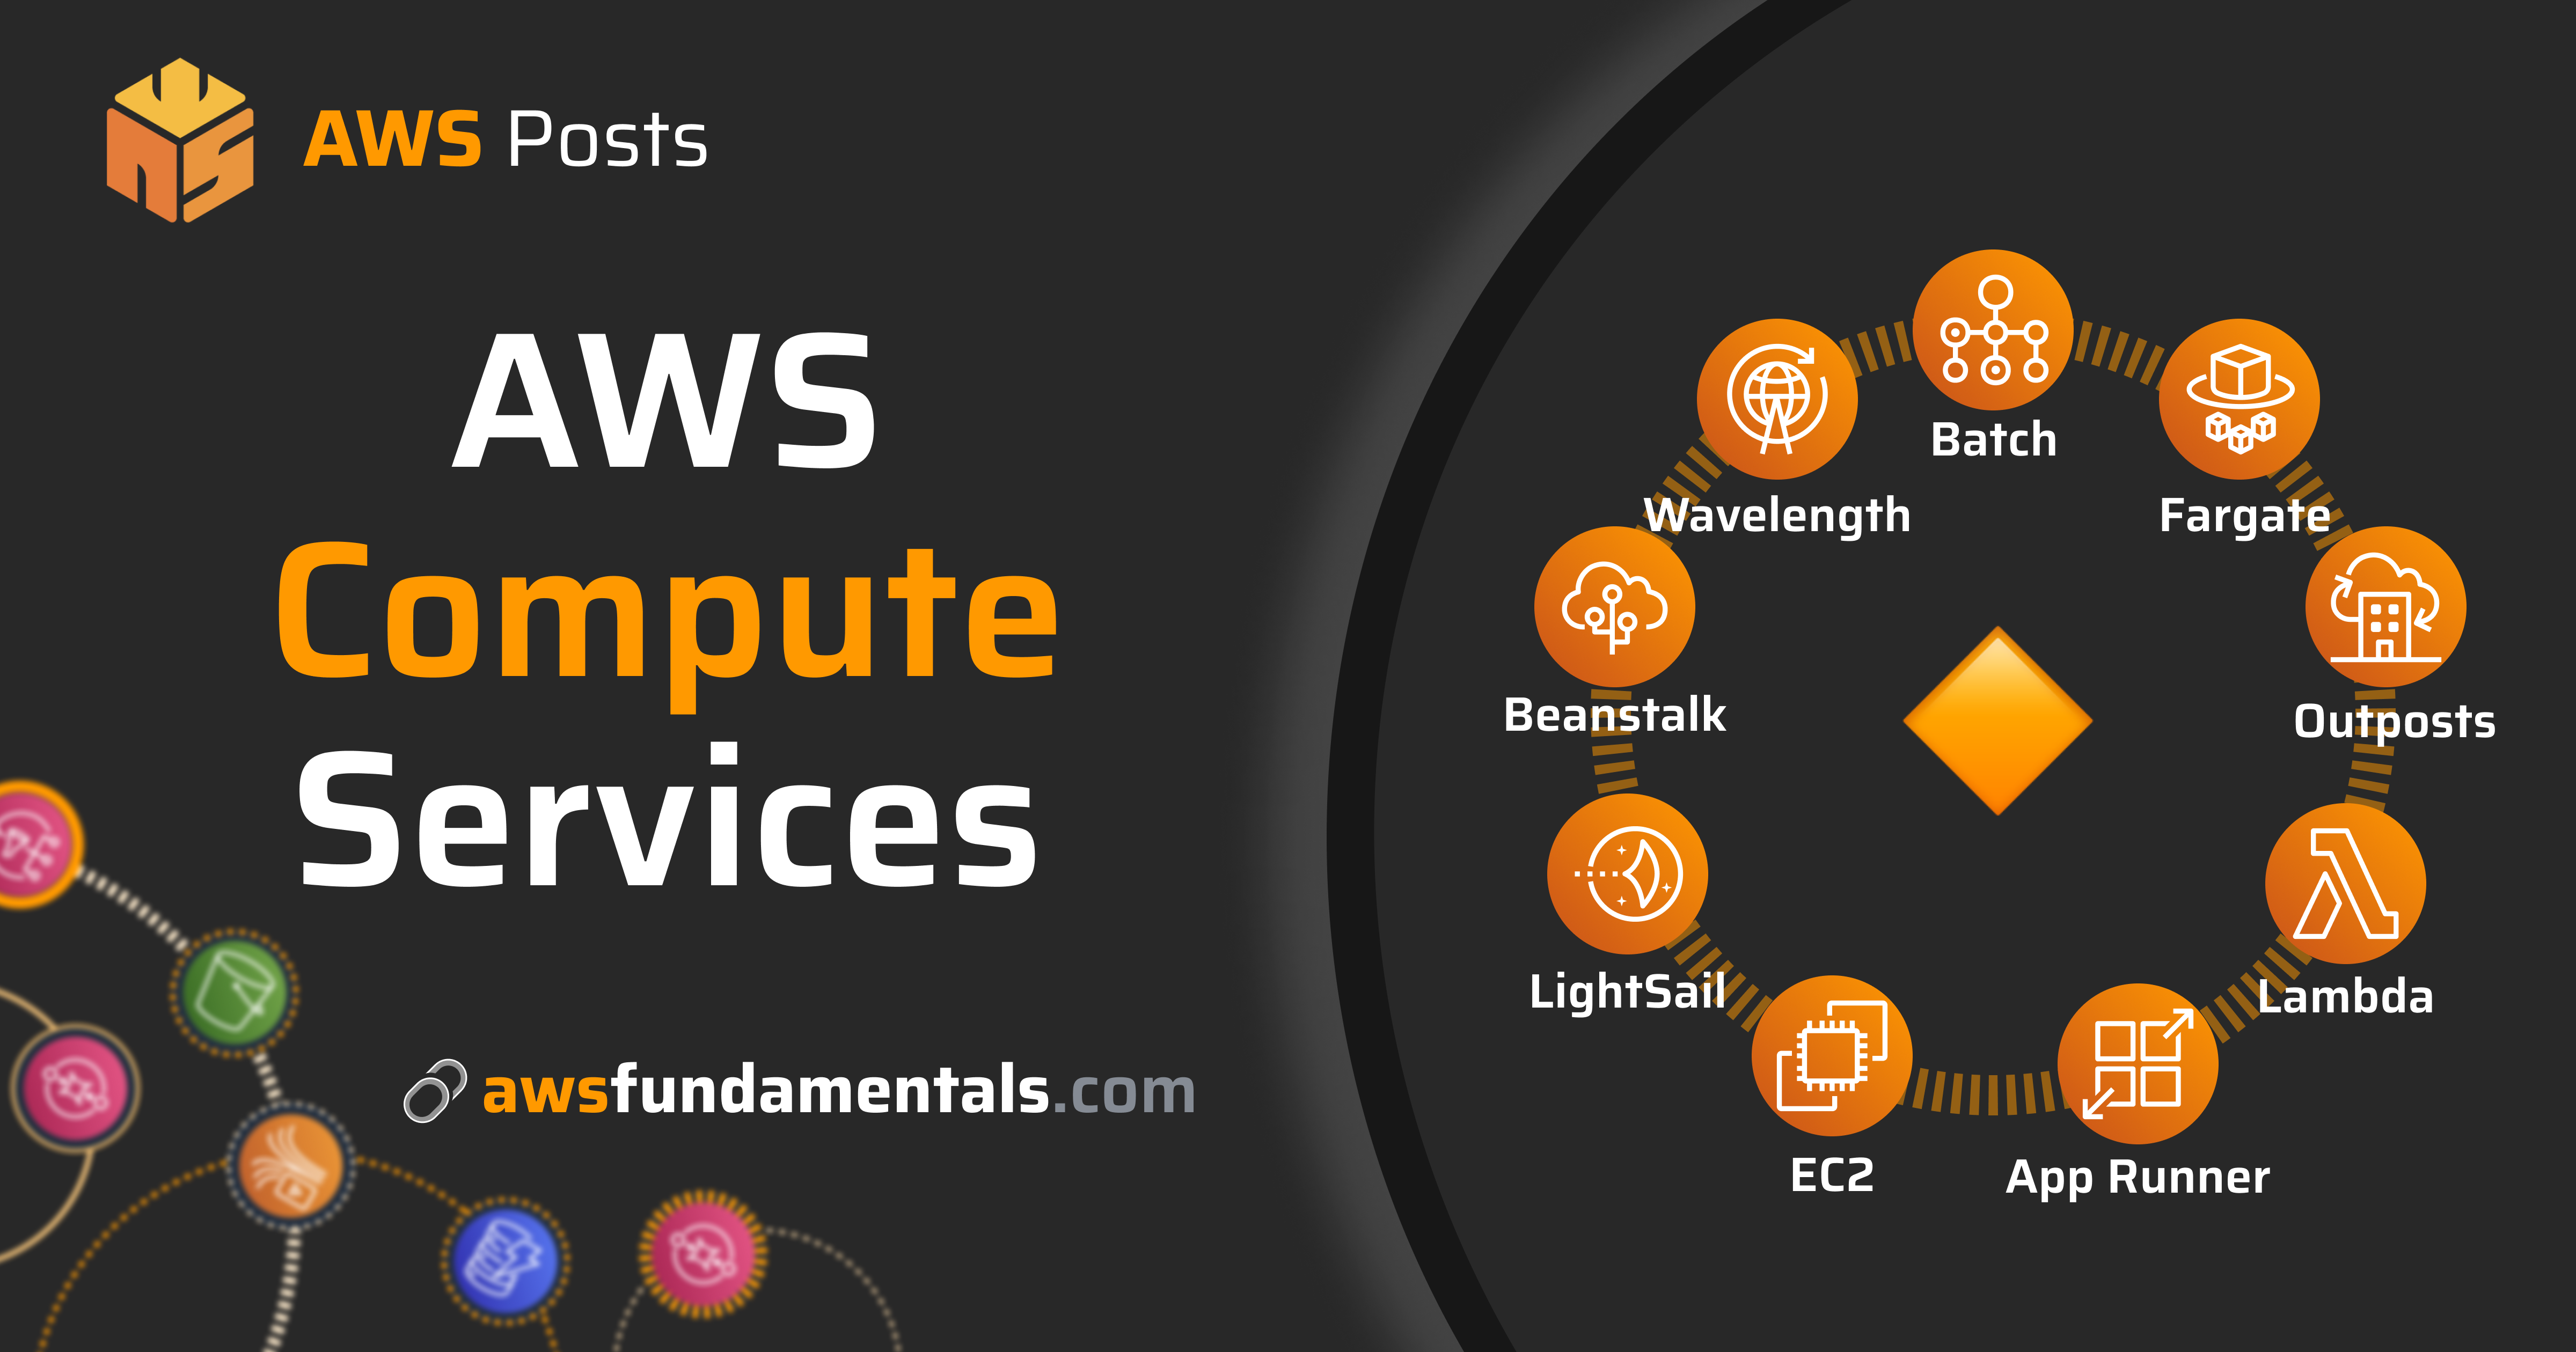 AWS Posts
AWS
Compute
Services
awsfundamentals.com
Batch
Wavelength
Fargate
Beanstalk
Outposts
LightSail
Lambda
EC2
App Runner